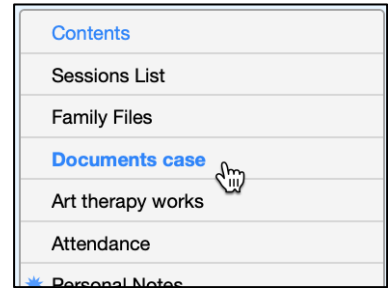 Contents
Sessions List
Family Files
Documents case
Art therapy works
Attendance
Personal Notes